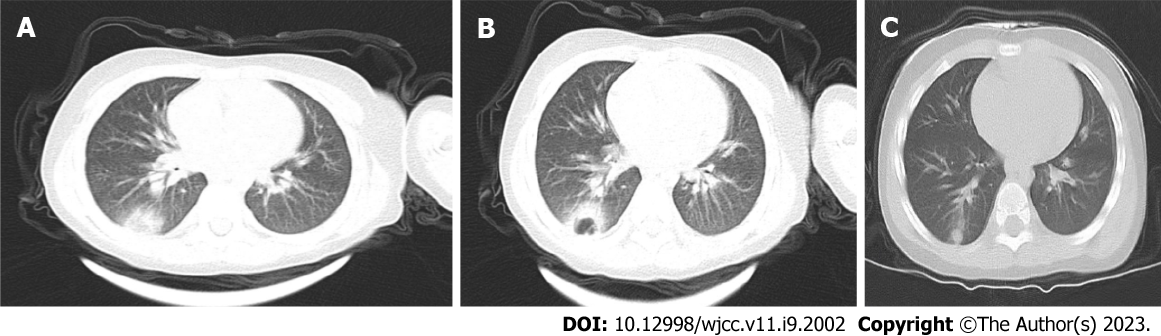 A
B
C
DOI: 10.12998/wjcc.v11.i9.2002 Copyright ©The Author(s) 2023.